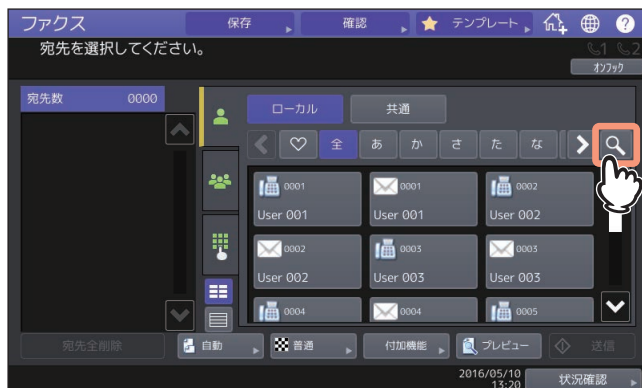 ファクス 保存 確認 テンプレート ?
宛先を選択してください。
1 2
オンフック
宛先数 0000
ローカル 共通
全 あ か さ た な
0001 0001 0002
User 001 User 001 User 002
0002 0003 0003
User 002 User 003 User 003
0004 0004 0005
宛先全削除 自動 普通 付加機能 プレビュー 送信
2016/05/10
13:20
状況確認